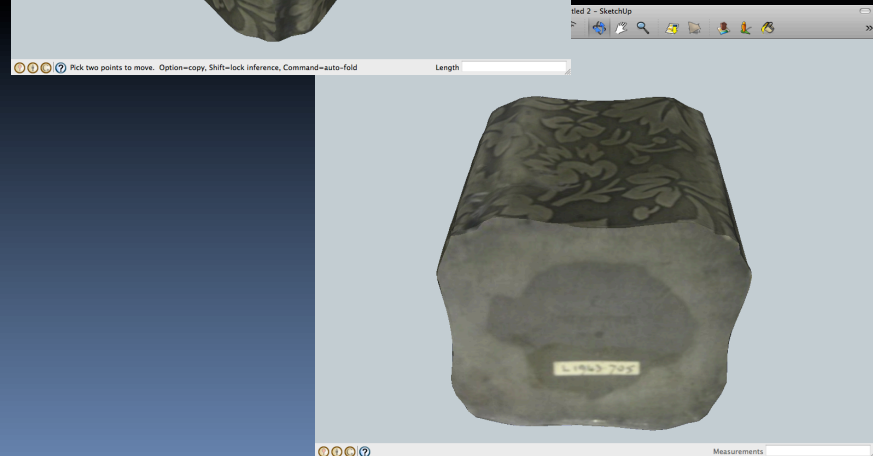 tled 2 - SketchUp
Pick two points to move. Option=copy, Shift=lock inference, Command=auto-fold
Length
L 1963·705
Measurements